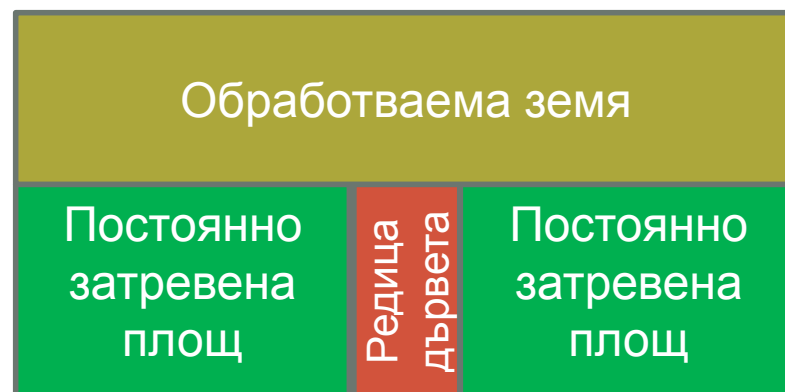 Обработваема земя
Постоянно
затревена
площ
Редица
дървета
Постоянно
затревена
площ